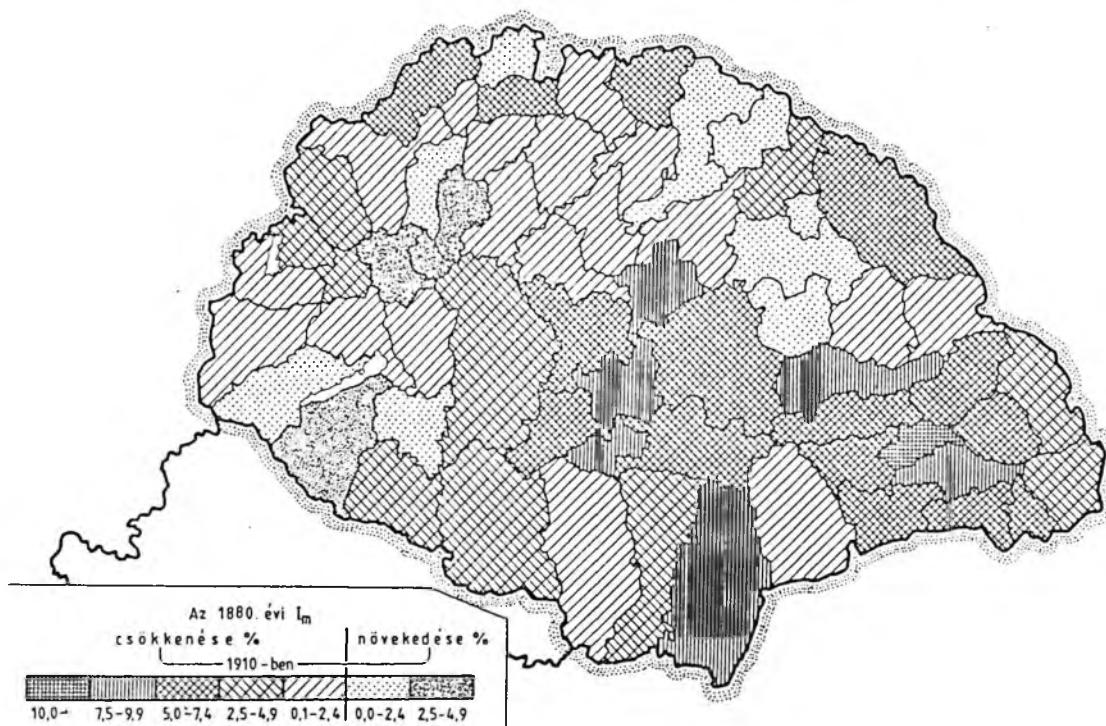 Az 1880. évi Im
csökkenése % növekedése %
1910-ben
10,0- 7,5-9,9 5,0-7,4 2,5-4,9 0,1-2,4 0,0-2,4 2,5-4,9